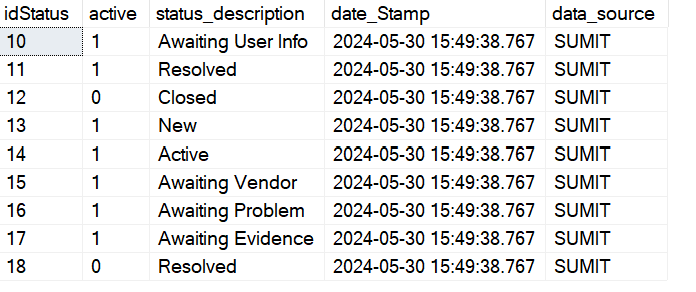 idStatus active status_description date_Stamp data_source
10 1 Awaiting User Info 2024-05-30 15:49:38.767 SUMIT
11 1 Resolved 2024-05-30 15:49:38.767 SUMIT
12 0 Closed 2024-05-30 15:49:38.767 SUMIT
13 1 New 2024-05-30 15:49:38.767 SUMIT
14 1 Active 2024-05-30 15:49:38.767 SUMIT
15 1 Awaiting Vendor 2024-05-30 15:49:38.767 SUMIT
16 1 Awaiting Problem 2024-05-30 15:49:38.767 SUMIT
17 1 Awaiting Evidence 2024-05-30 15:49:38.767 SUMIT
18 0 Resolved 2024-05-30 15:49:38.767 SUMIT